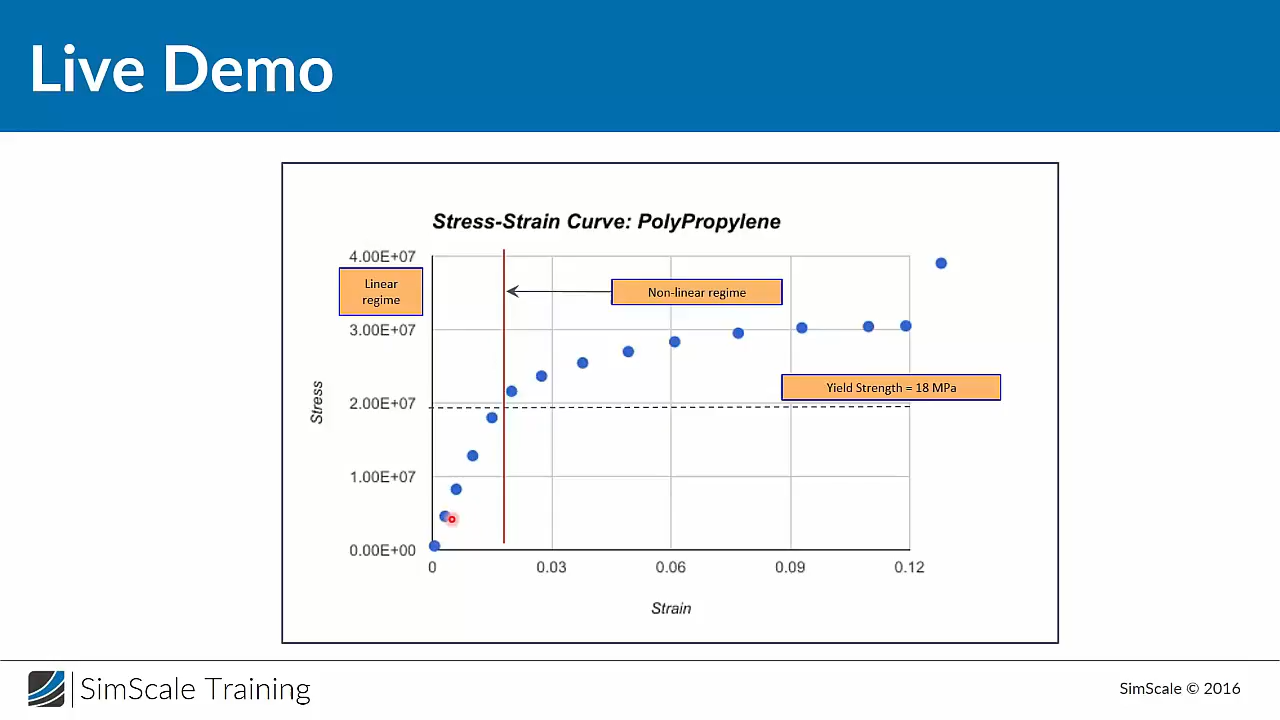 Live Demo
Stress-Strain Curve: PolyPropylene
4.00E+07
Linear
regime
Non-linear regime
3.00E+07
Yield Strength = 18 MPa
Stress
2.00E+07
1.00E+07
0.00E+00
0
0.03
0.06
0.09
0.12
Strain
SimScale Training
SimScale © 2016